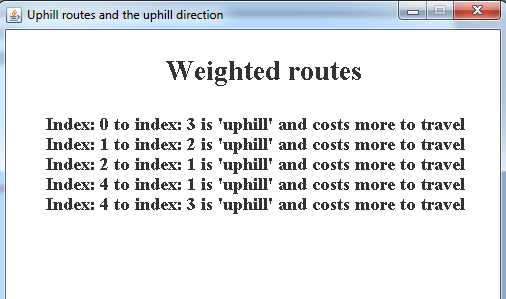 Uphill routes and the uphill direction
Weighted routes
Index: 0 to index: 3 is 'uphill' and costs more to travel
Index: 1 to index: 2 is 'uphill' and costs more to travel
Index: 2 to index: 1 is 'uphill' and costs more to travel
Index: 4 to index: 1 is 'uphill' and costs more to travel
Index: 4 to index: 3 is 'uphill' and costs more to travel